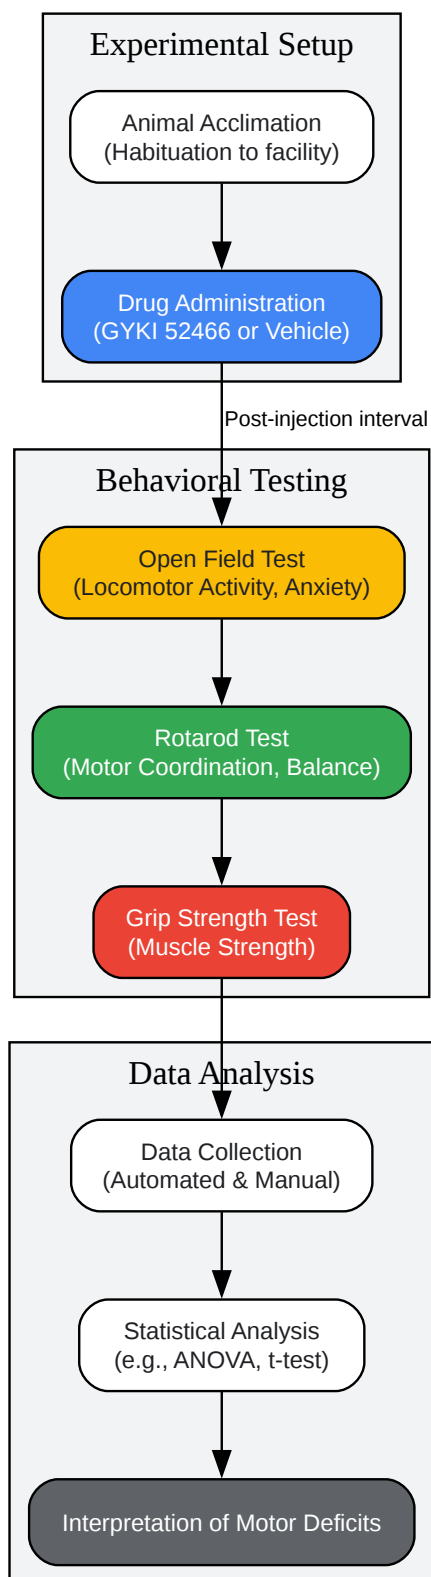 Experimental Setup
Animal Acclimation
(Habituation to facility)
Drug Administration
(GYKI 52466 or Vehicle)
Post-injection interval
Behavioral Testing
Open Field Test
(Locomotor Activity, Anxiety)
Rotarod Test
(Motor Coordination, Balance)
Grip Strength Test
(Muscle Strength)
Data Analysis
Data Collection
(Automated & Manual)
Statistical Analysis
(e.g., ANOVA, t-test)
Interpretation of Motor Deficits